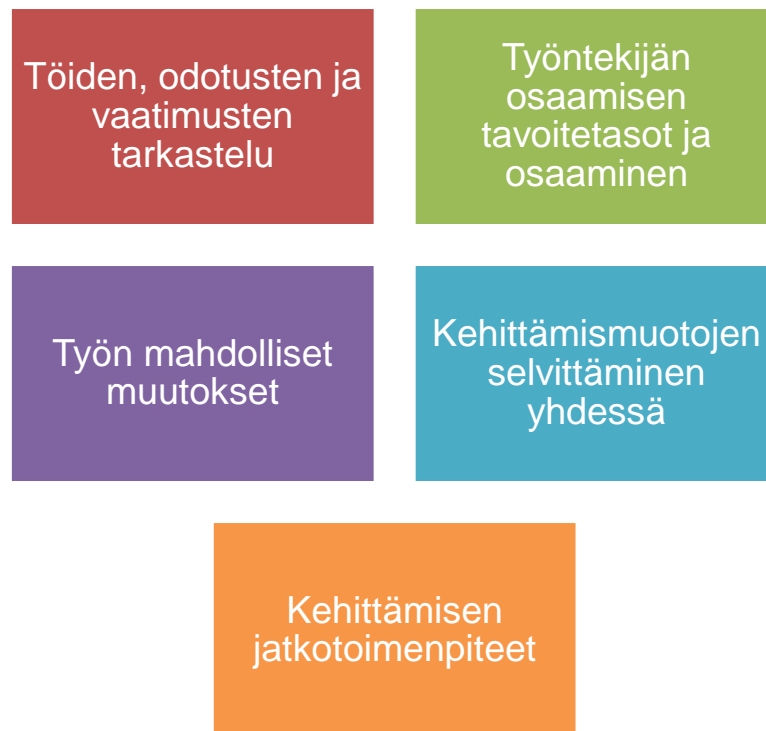 Töiden, odotusten ja
vaatimusten
tarkastelu
Työntekijän
osaamisen
tavoitetasot ja
osaaminen
Työn mahdolliset
muutokset
Kehittämismuotojen
selvittäminen
yhdessä
Kehittämisen
jatkotoimenpiteet